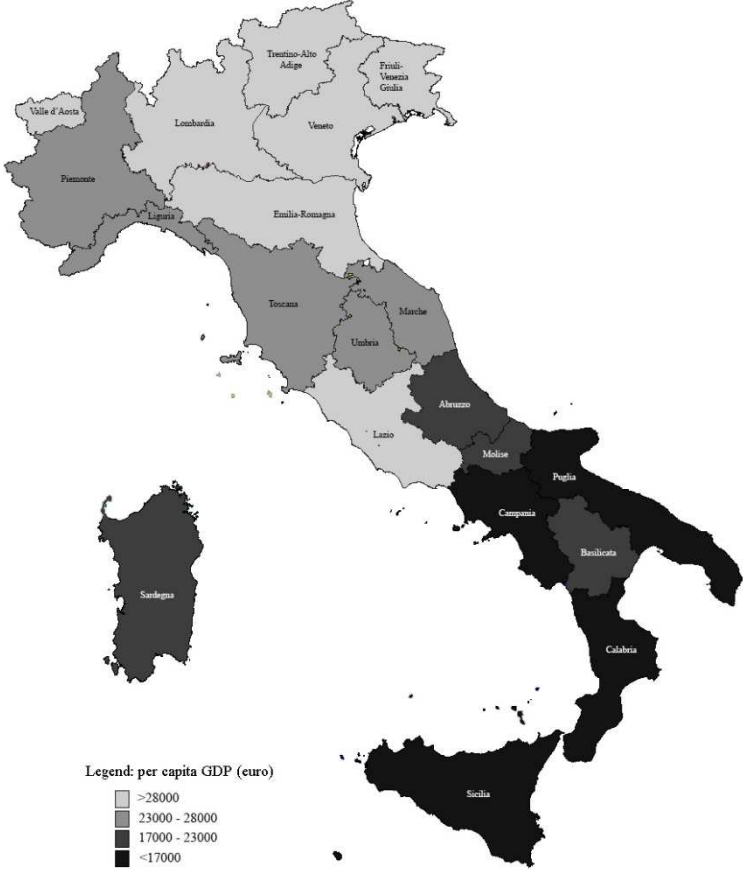 Trentino-Alto
Adige
Friuli-
Venezia
Giulia
Valle d'Aosta
Lombardia
Veneto
Piemonte
Liguria
Emilia-Romagna
Toscana
Marche
Umbria
Abruzzo
Lazio
Molise
Puglia
Campania
Basilicata
Sardegna
Calabria
Sicilia
Legend: per capita GDP (euro)
>28000
23000 - 28000
17000 - 23000
<17000